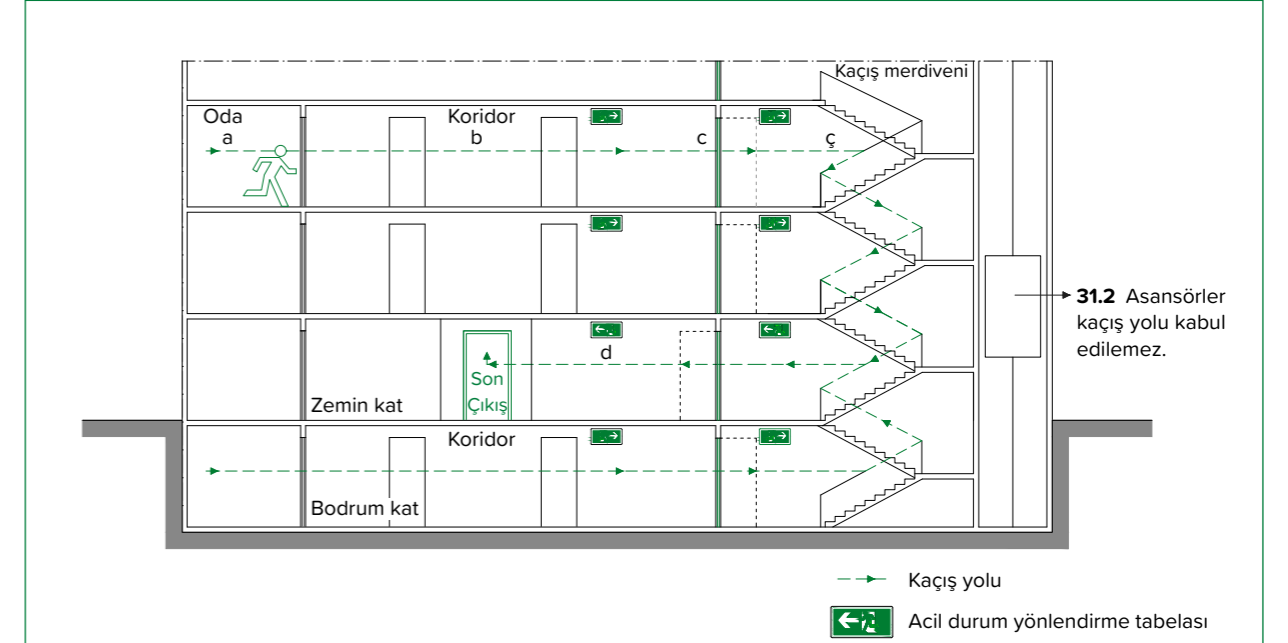 Kaçış merdiveni
Oda
a
Koridor
b
c
ç
31.2 Asansörler
kaçış yolu kabul
edilemez.
d
Son
Çıkış
Zemin kat
Koridor
Bodrum kat
Kaçış yolu
Acil durum yönlendirme tabelası